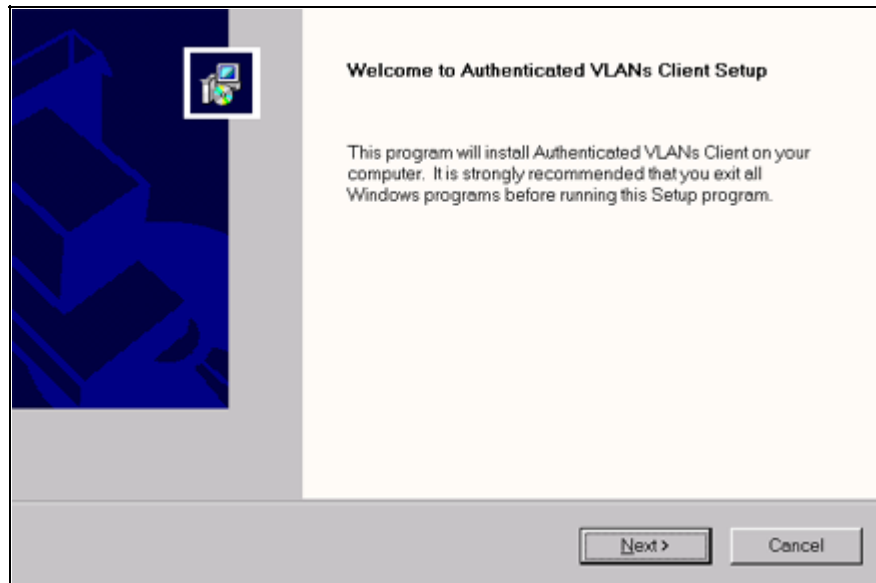 Welcome to Authenticated VLANs Client Setup
This program will install Authenticated VLANs Client on your
computer. It is strongly recommended that you exit all
Windows programs before running this Setup program.
Next >
Cancel